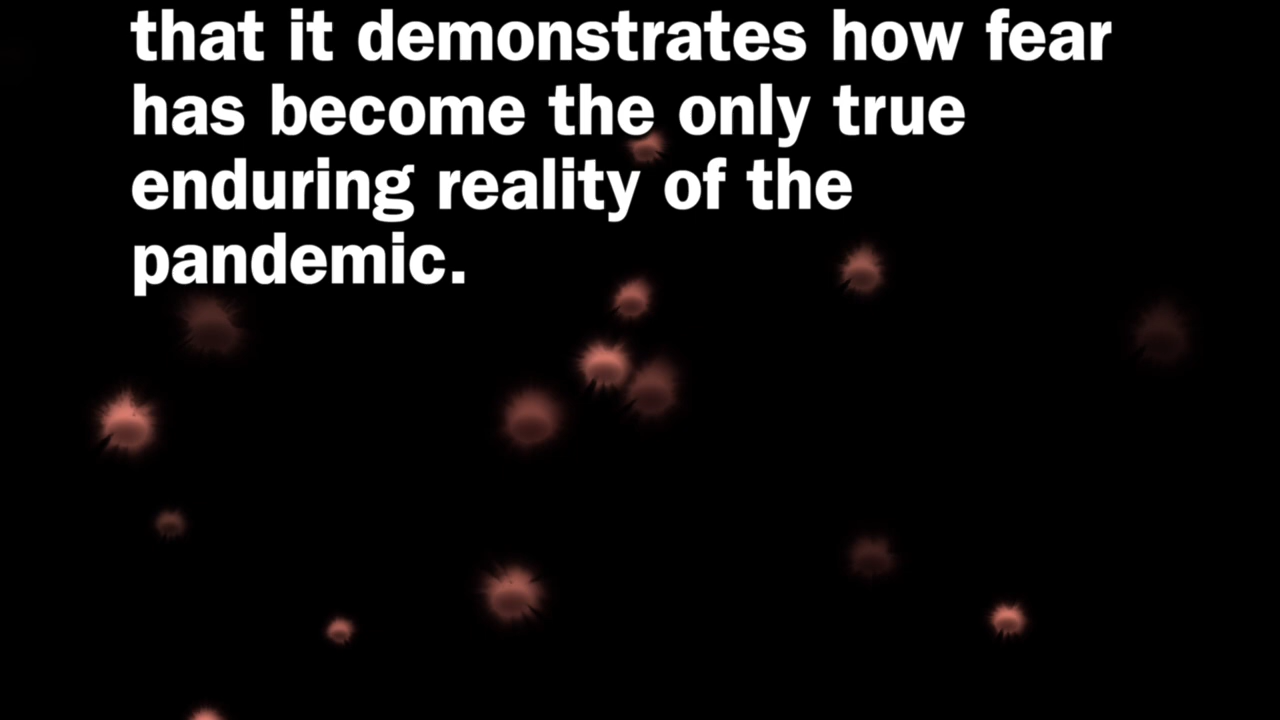 that it demonstrates how fear
has become the only true
enduring reality of the
pandemic.